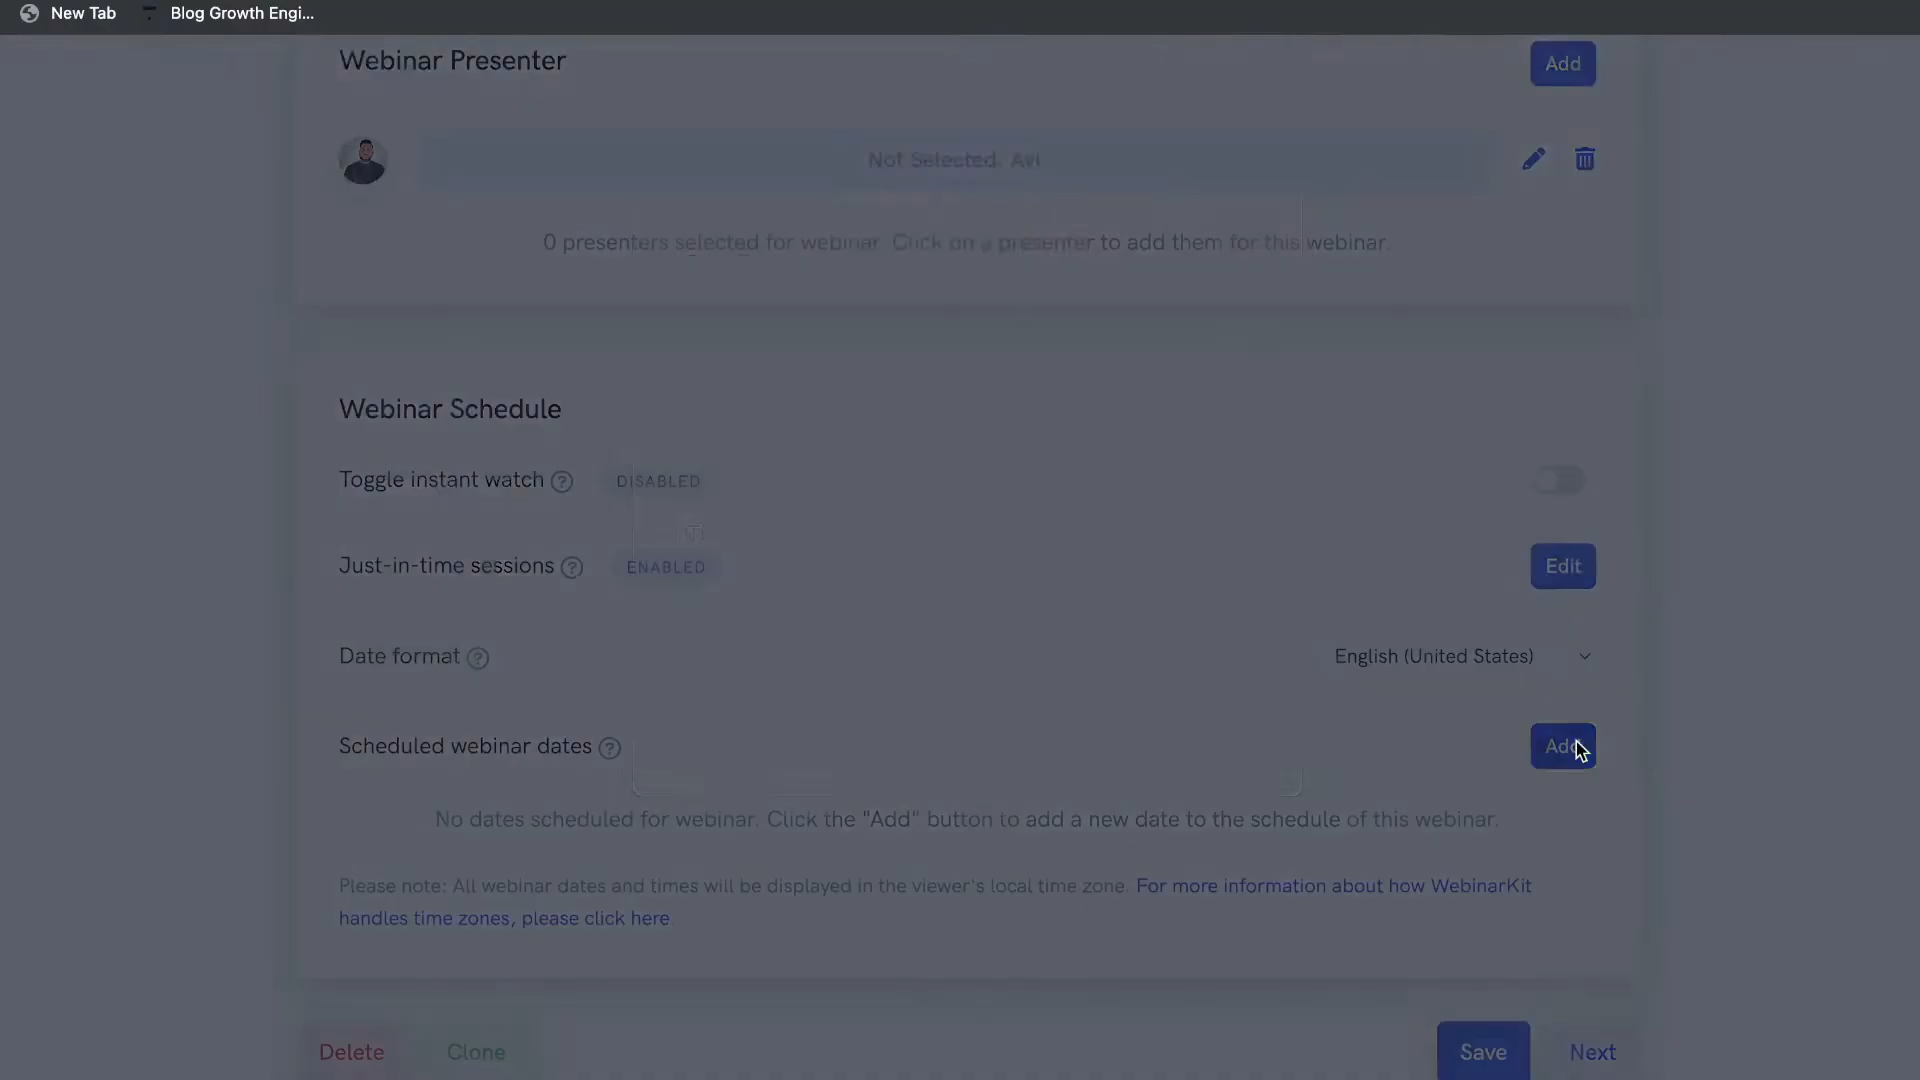 New Tab Blog Growth Engi...
Webinar Presenter Add
Not Selected. Avi
0 presenters selected for webinar. Click on a presenter to add them for this webinar.
Webinar Schedule
Toggle instant watch ? DISABLED
Just-in-time sessions ? ENABLED Edit
Date format ? English (United States)
Scheduled webinar dates ? Add
No dates scheduled for webinar. Click the "Add" button to add a new date to the schedule of this webinar.
Please note: All webinar dates and times will be displayed in the viewer's local time zone. For more information about how WebinarKit
handles time zones, please click here.
Delete Clone Save Next